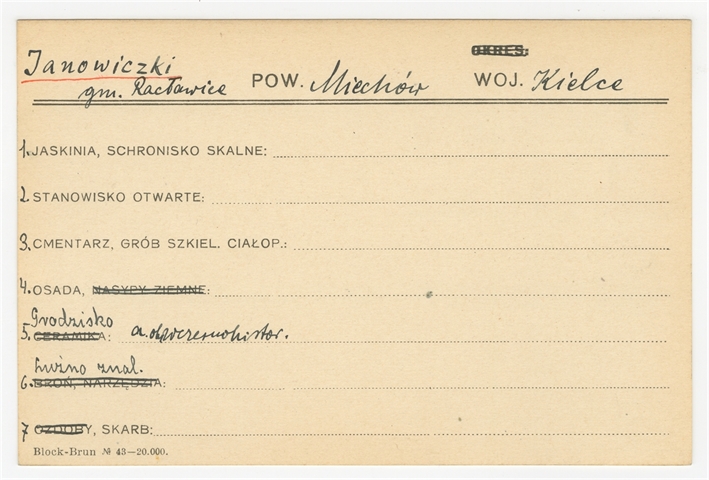 OKRES:
Janowiczki POW. Miechów WOJ. Kielce
gm. Racławice
1. JASKINIA, SCHRONISKO SKALNE:
2. STANOWISKO OTWARTE:
3. CMENTARZ, GRÓB SZKIEL. CIAŁOP.:
4. OSADA, NASYPY ZIEMNE:
Grodzisko
5. CERAMIKA: a.
Luźno znal.
6. BROŃ, NARZĘDZIA:
7 OZDOBY, SKARB:
Block-Brun № 43—20.000.